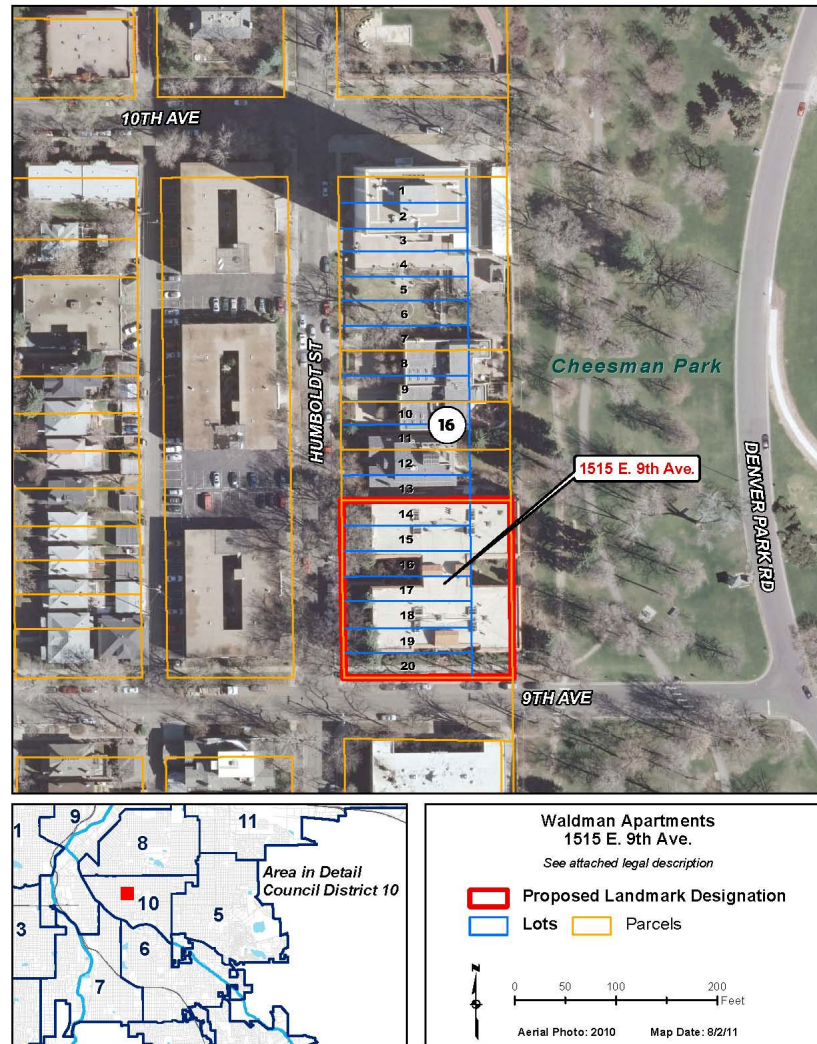 10TH AVE
1
2
3
4
5
6
7
8
9
10
11
12
13
14
15
16
17
18
19
20
16
HUMBOLDT ST
Cheesman Park
1515 E. 9th Ave.
DENVER PARK RD
9TH AVE
1
9
8
11
Area in Detail
Council District 10
10
5
3
6
7
Waldman Apartments
1515 E. 9th Ave.
See attached legal description
Proposed Landmark Designation
Lots Parcels
N
0 50 100 200
Feet
Aerial Photo: 2010 Map Date: 8/2/11